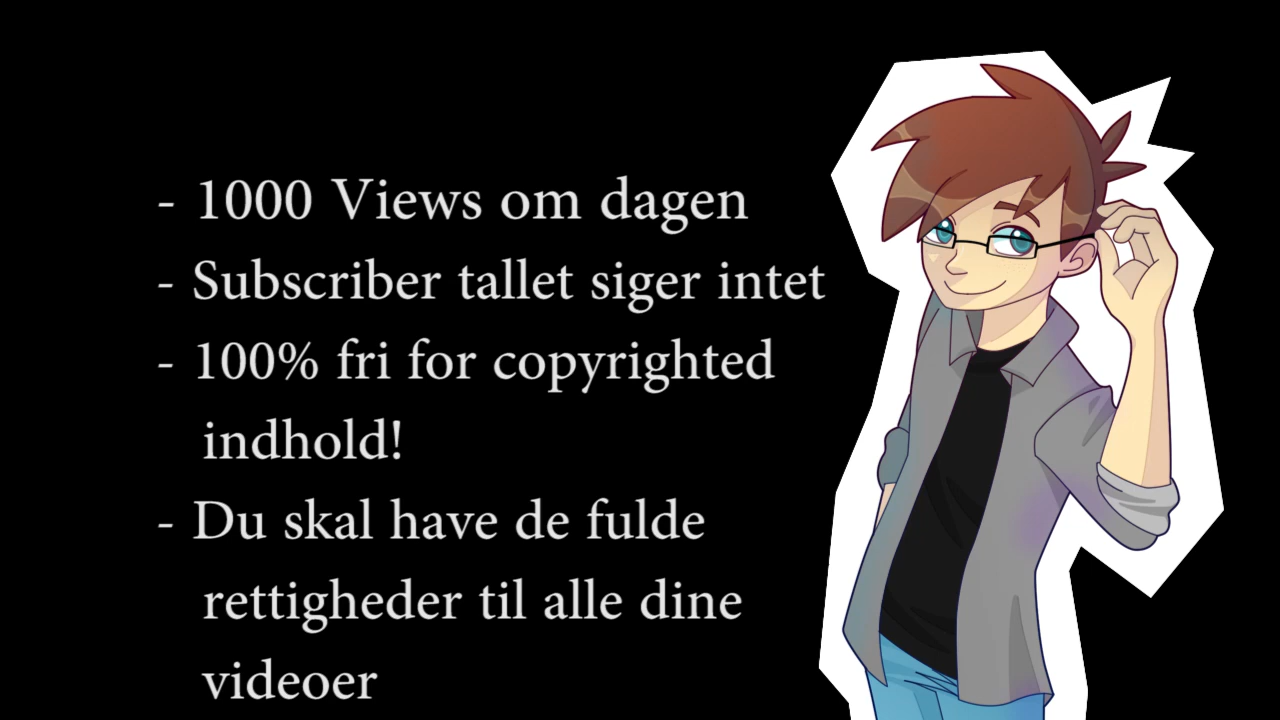 - 1000 Views om dagen
- Subscriber tallet siger intet
- 100% fri for copyrighted
indhold!
- Du skal have de fulde
rettigheder til alle dine
videoer